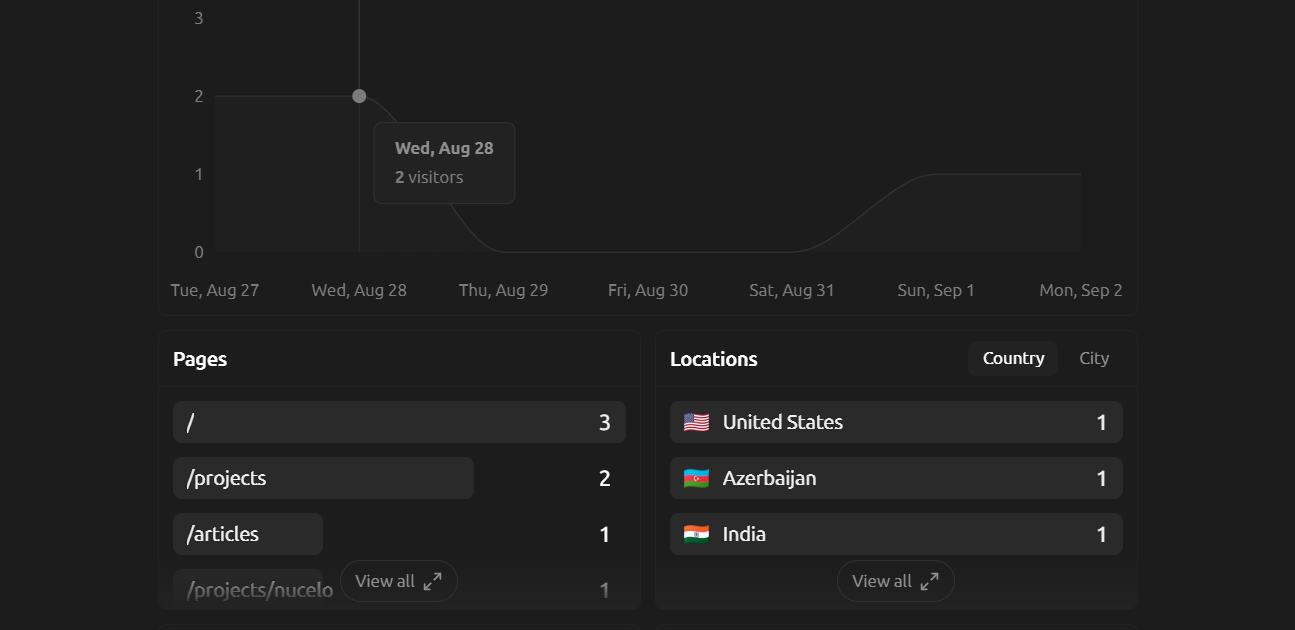 3
2
1
0
Wed, Aug 28
2 visitors
Tue, Aug 27 Wed, Aug 28 Thu, Aug 29 Fri, Aug 30 Sat, Aug 31 Sun, Sep 1 Mon, Sep 2
Pages
/ 3
/projects 2
/articles 1
/projects/nucelo 1
View all
Locations Country City
United States 1
Azerbaijan 1
India 1
View all